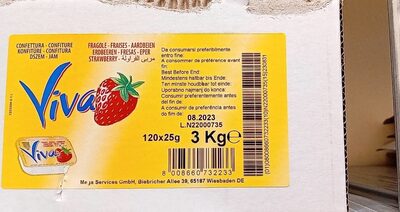 CONFETTURA - CONFITURE
KONFITÜRE - CONFITURA
DSZEM - JAM
FRAGOLE - FRAISES - AARDBEIEN
ERDBEEREN - FRESAS - EPER
STRAWBERRY - مربى الفراولة
Viva
Viva
Da consumarsi preferibilmente
entro fine:
A consommer de préférence avant
fin:
Best Before End:
Mindestens haltbar bis Ende:
Ten minste houdbaar tot einde:
Uporabno najmanj do konca:
Consumir preferentemente antes
del fin de:
A consumir de preferência antes
do fim de:
08.2023
L.N22000735
120x25g 3 Kg e
8 008660 732233
Mega Services GmbH, Biebricher Allee 39, 65187 Wiesbaden DE